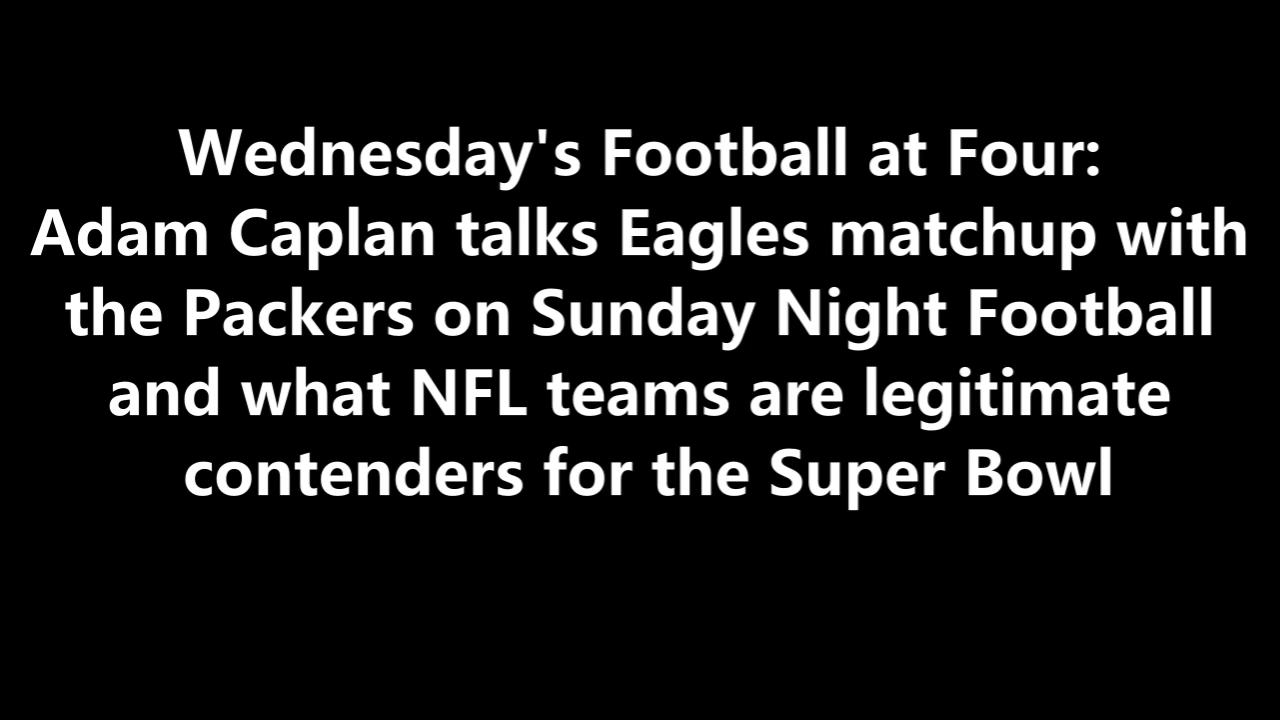 Wednesday's Football at Four:
Adam Caplan talks Eagles matchup with
the Packers on Sunday Night Football
and what NFL teams are legitimate
contenders for the Super Bowl